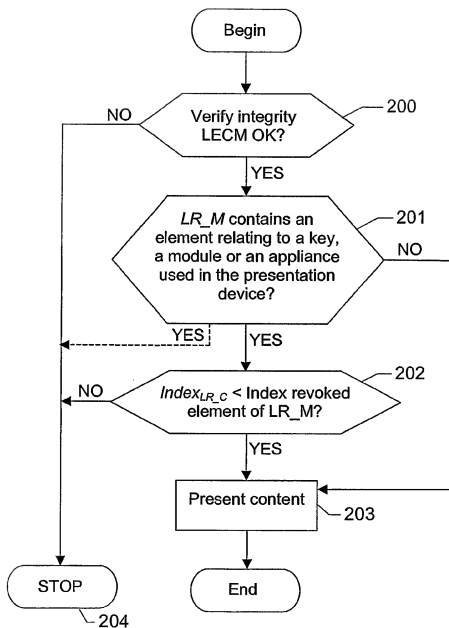 Begin
NO
Verify integrity
LECM OK?
200
YES
LR_M contains an
element relating to a key,
a module or an appliance
used in the presentation
device?
201
NO
YES
YES
NO
Index LR_C < Index revoked
element of LR_M?
202
YES
Present content
203
STOP
204
End